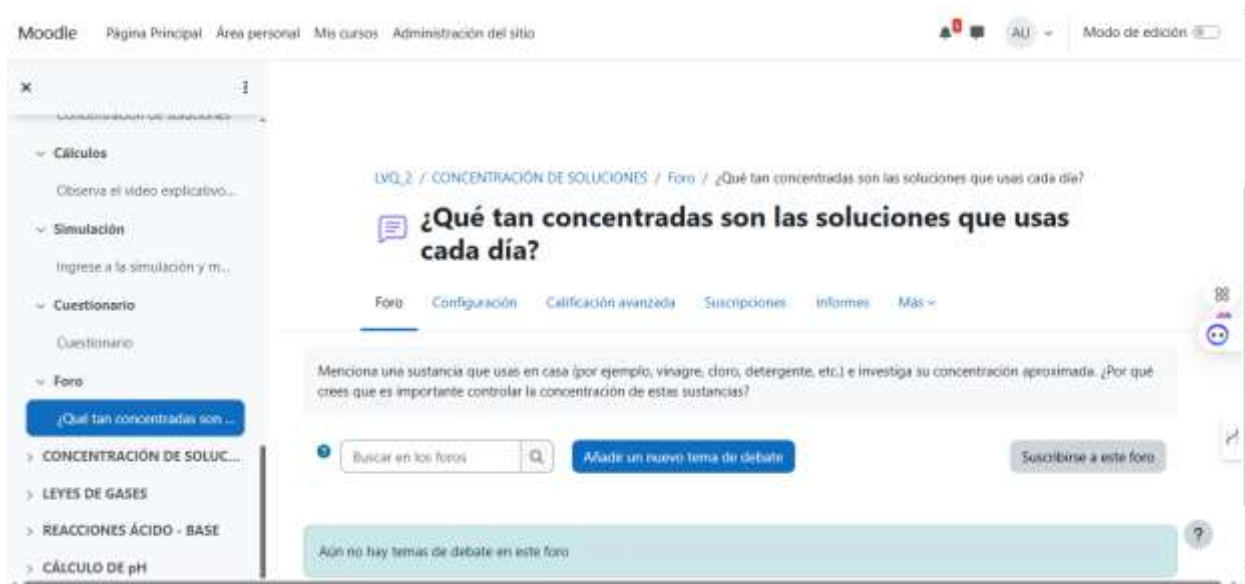 Moodle Página Principal Área personal Mis cursos Administración del sitio AU Modo de edición
Concentración de soluciones
Cálculos
Observa el video explicativo...
Simulación
Ingrese a la simulación y m...
Cuestionario
Cuestionario
Foro
¿Qué tan concentradas son ...
CONCENTRACIÓN DE SOLUC...
LEYES DE GASES
REACCIONES ÁCIDO - BASE
CÁLCULO DE pH
LVQ_2 / CONCENTRACIÓN DE SOLUCIONES / Foro / ¿Qué tan concentradas son las soluciones que usas cada día?
¿Qué tan concentradas son las soluciones que usas
cada día?
Foro Configuración Calificación avanzada Suscripciones Informes Más
Menciona una sustancia que usas en casa (por ejemplo, vinagre, cloro, detergente, etc.) e investiga su concentración aproximada. ¿Por qué
crees que es importante controlar la concentración de estas sustancias?
Buscar en los foros Añadir un nuevo tema de debate Suscribirse a este foro
Aún no hay temas de debate en este foro
?